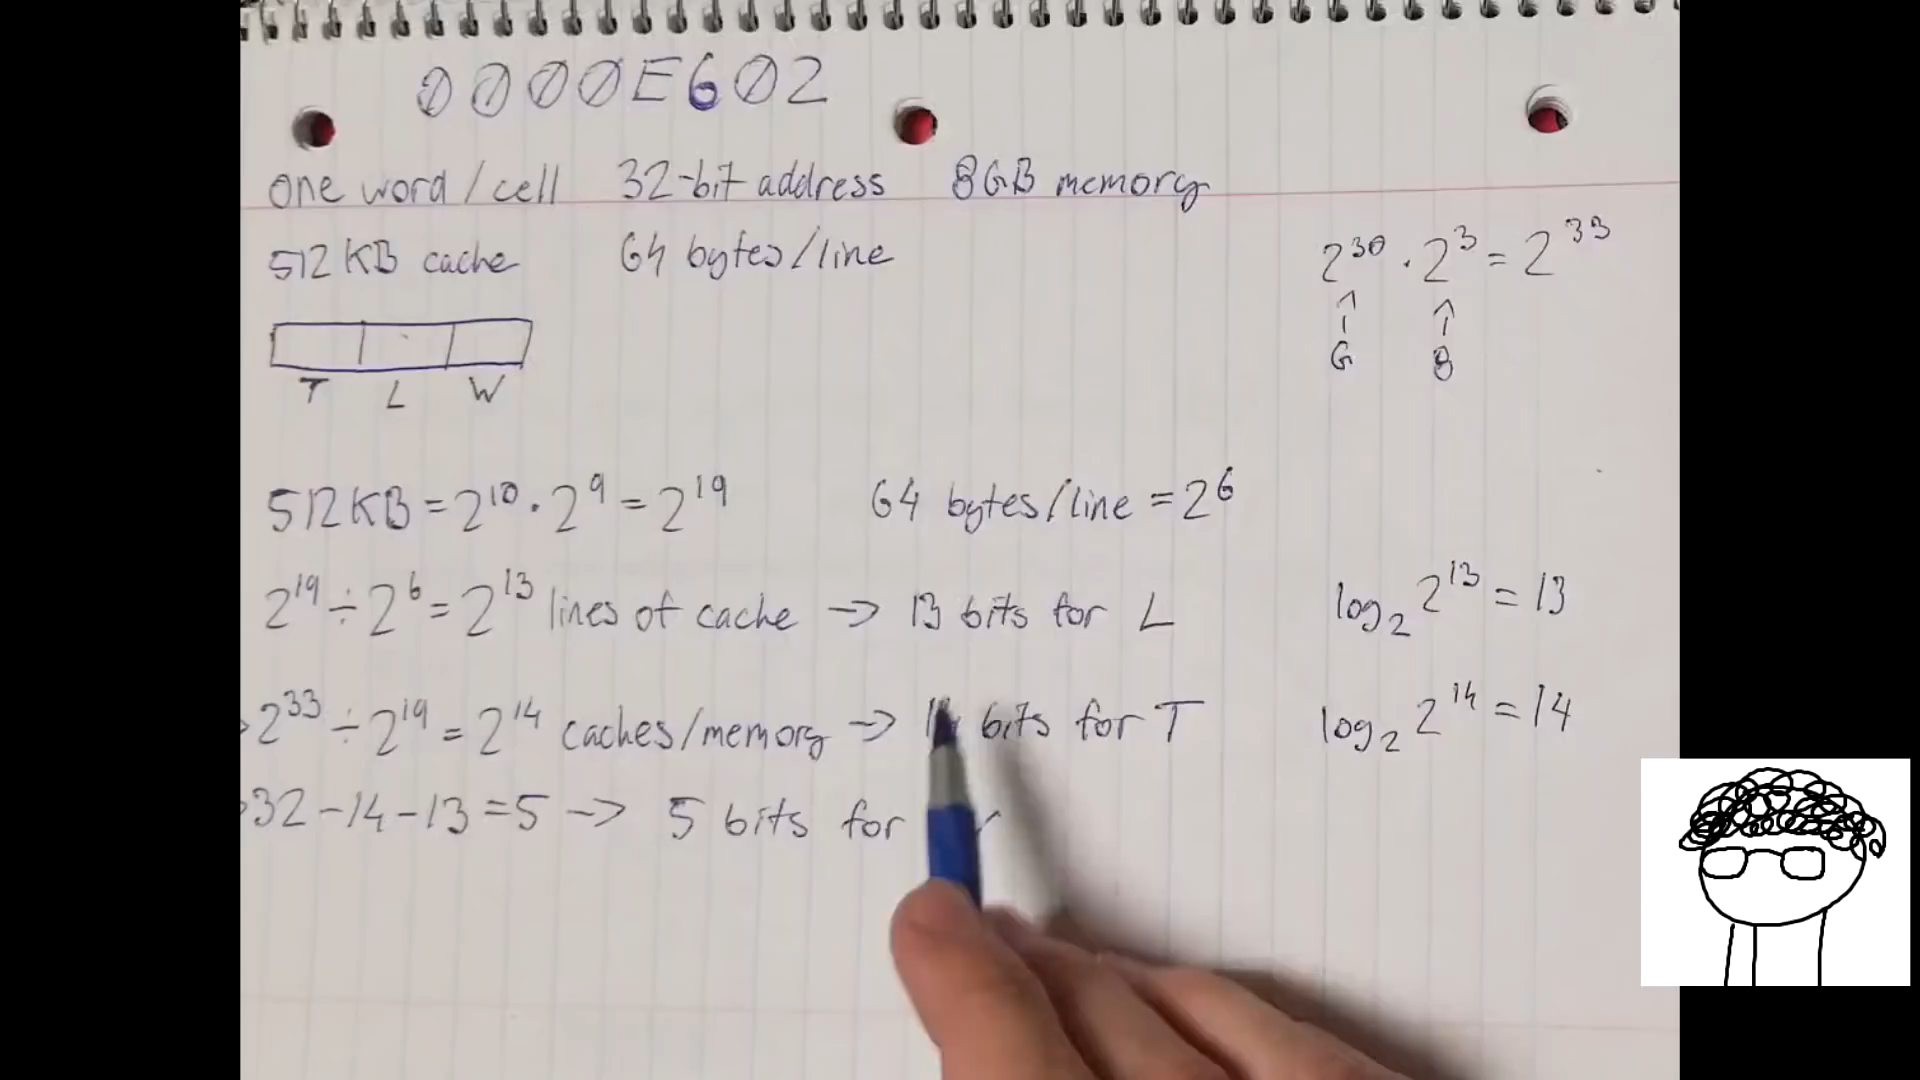 0000E602
one word/cell 32-bit address 8GB memory
512KB cache 64 bytes/line
2^30 · 2^3 = 2^33
G 8
T L W
512KB = 2^10 · 2^9 = 2^19 64 bytes/line = 2^6
2^19 ÷ 2^6 = 2^13 lines of cache -> 13 bits for L log₂ 2^13 = 13
2^33 ÷ 2^19 = 2^14 caches/memory -> bits for T log₂ 2^14 = 14
32-14-13=5 -> 5 bits for